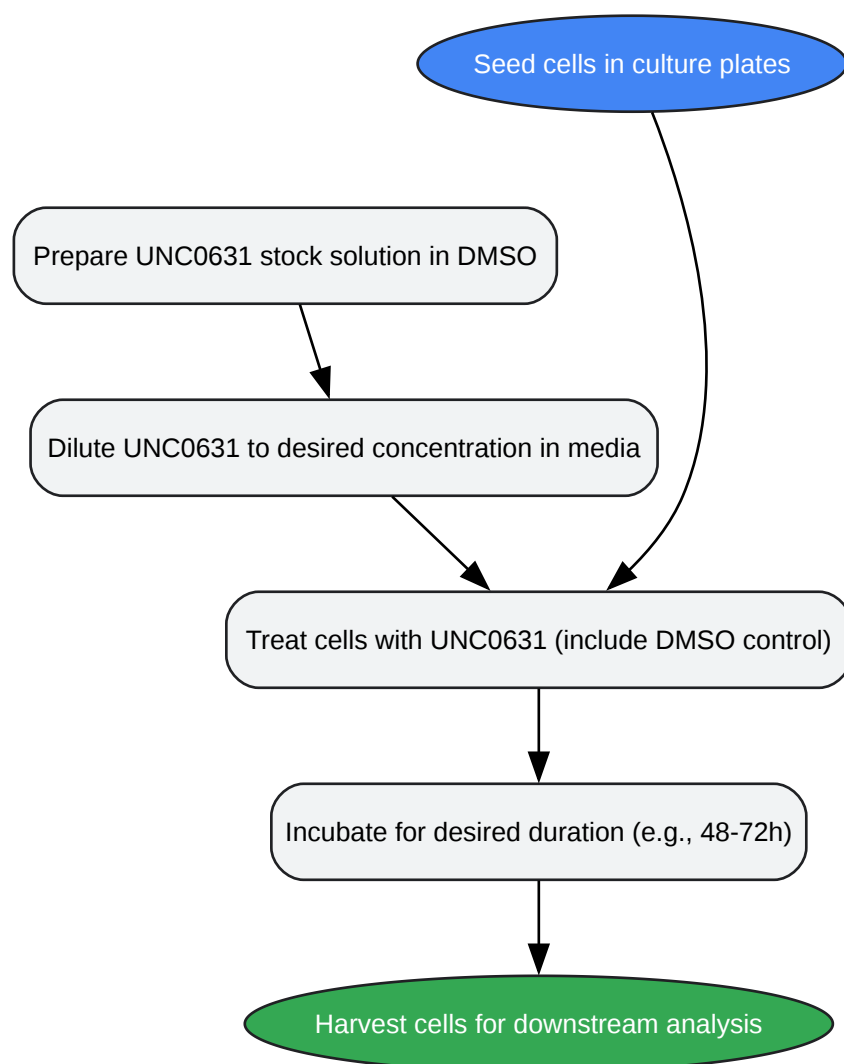 Seed cells in culture plates
Prepare UNC0631 stock solution in DMSO
Dilute UNC0631 to desired concentration in media
Treat cells with UNC0631 (include DMSO control)
Incubate for desired duration (e.g., 48-72h)
Harvest cells for downstream analysis